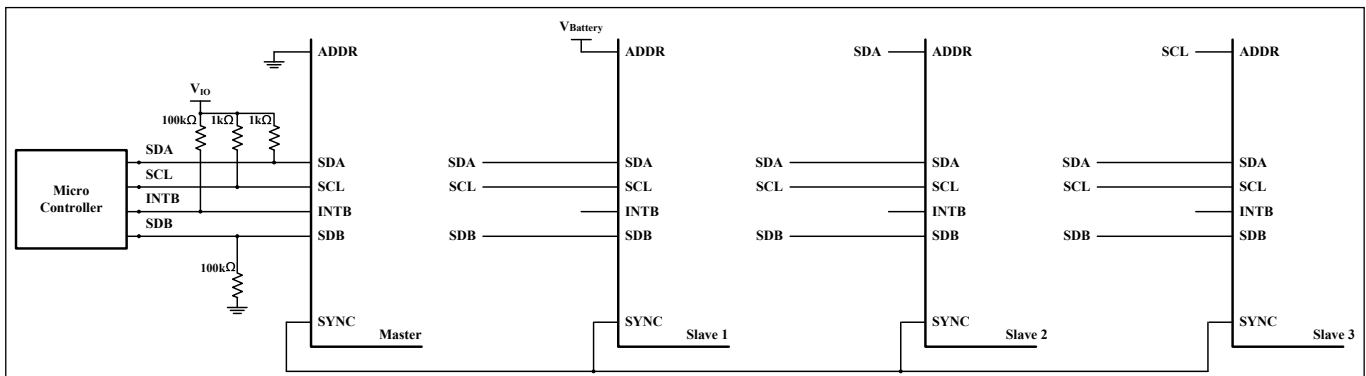 VBattery
ADDR
ADDR
SDA
ADDR
SCL
ADDR
VIO
100kΩ
1kΩ
1kΩ
SDA
SDA
SDA
SDA
SDA
SDA
SDA
SDA
SCL
SCL
SCL
SCL
SCL
SCL
SCL
SCL
Micro
Controller
INTB
INTB
INTB
INTB
INTB
SDB
SDB
SDB
SDB
SDB
SDB
SDB
SDB
100kΩ
SYNC
SYNC
SYNC
SYNC
Master
Slave 1
Slave 2
Slave 3